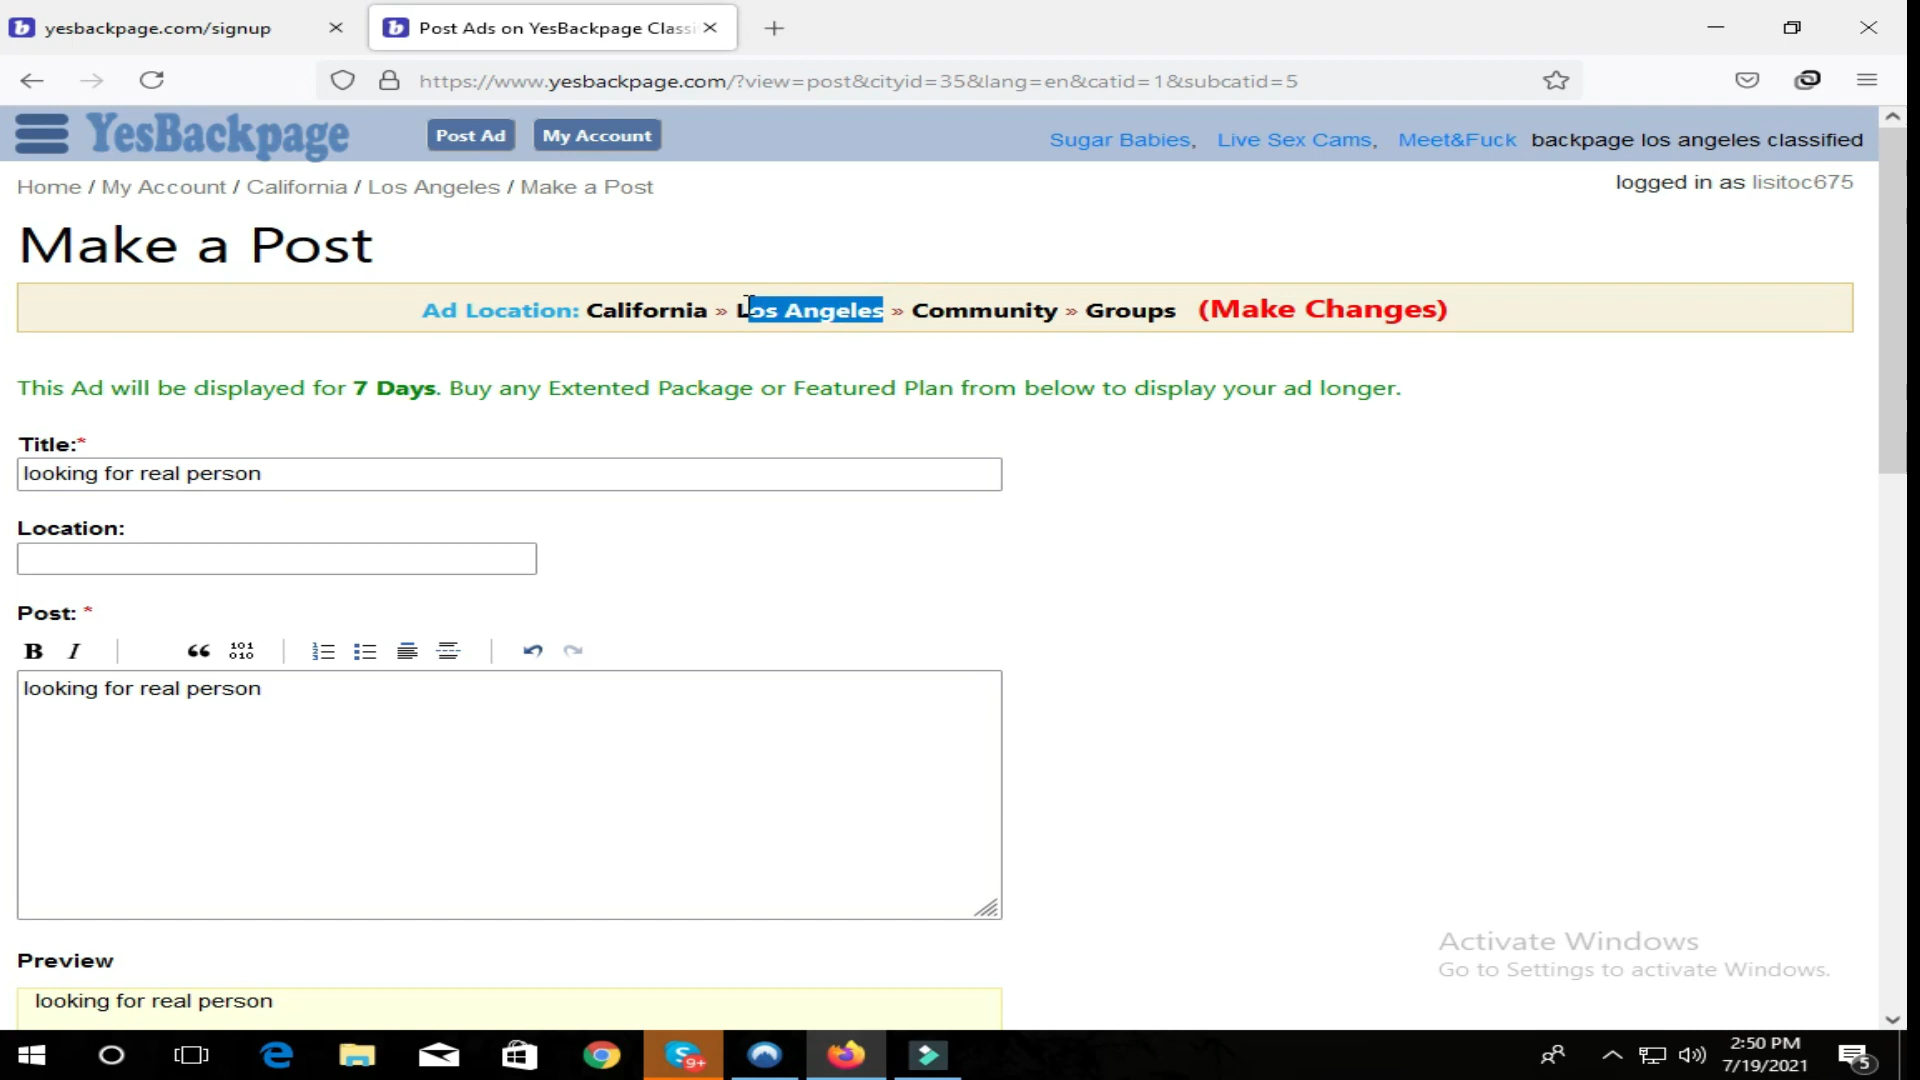 yesbackpage.com/signup
Post Ads on YesBackpage Classi
https://www.yesbackpage.com/?view=post&cityid=35&lang=en&catid=1&subcatid=5
YesBackpage Post Ad My Account Sugar Babies, Live Sex Cams, Meet&Fuck backpage los angeles classified
Home / My Account / California / Los Angeles / Make a Post
logged in as lisitoc675
Make a Post
Ad Location: California » Los Angeles » Community » Groups (Make Changes)
This Ad will be displayed for 7 Days. Buy any Extented Package or Featured Plan from below to display your ad longer.
Title:*
looking for real person
Location:
Post: *
B I 101 010
looking for real person
Preview
looking for real person
Activate Windows
Go to Settings to activate Windows.
9+
2:50 PM
7/19/2021
5